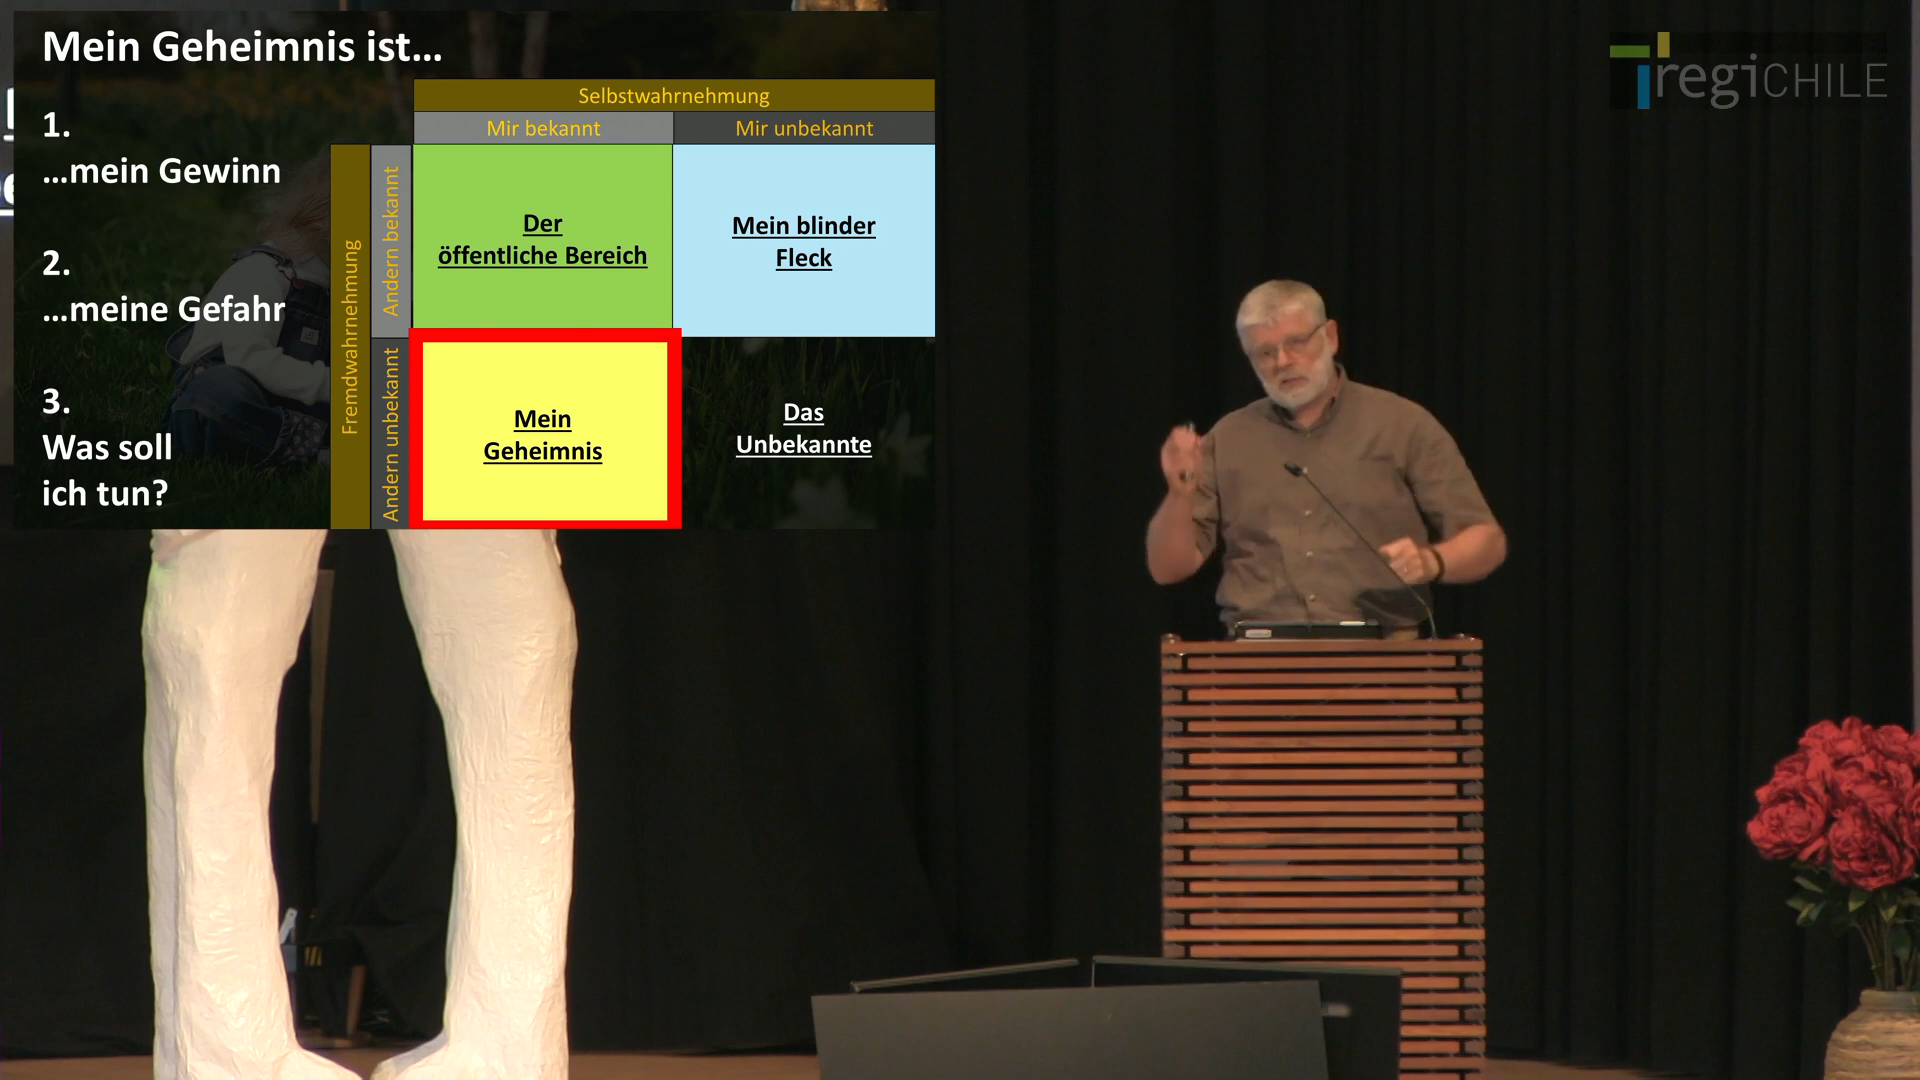 Mein Geheimnis ist...
1.
...mein Gewinn
2.
...meine Gefahr
3.
Was soll
ich tun?
Selbstwahrnehmung
Mir bekannt
Mir unbekannt
Fremdwahrnehmung
Andern bekannt
Andern unbekannt
Der
öffentliche Bereich
Mein blinder
Fleck
Mein
Geheimnis
Das
Unbekannte
regiCHILE